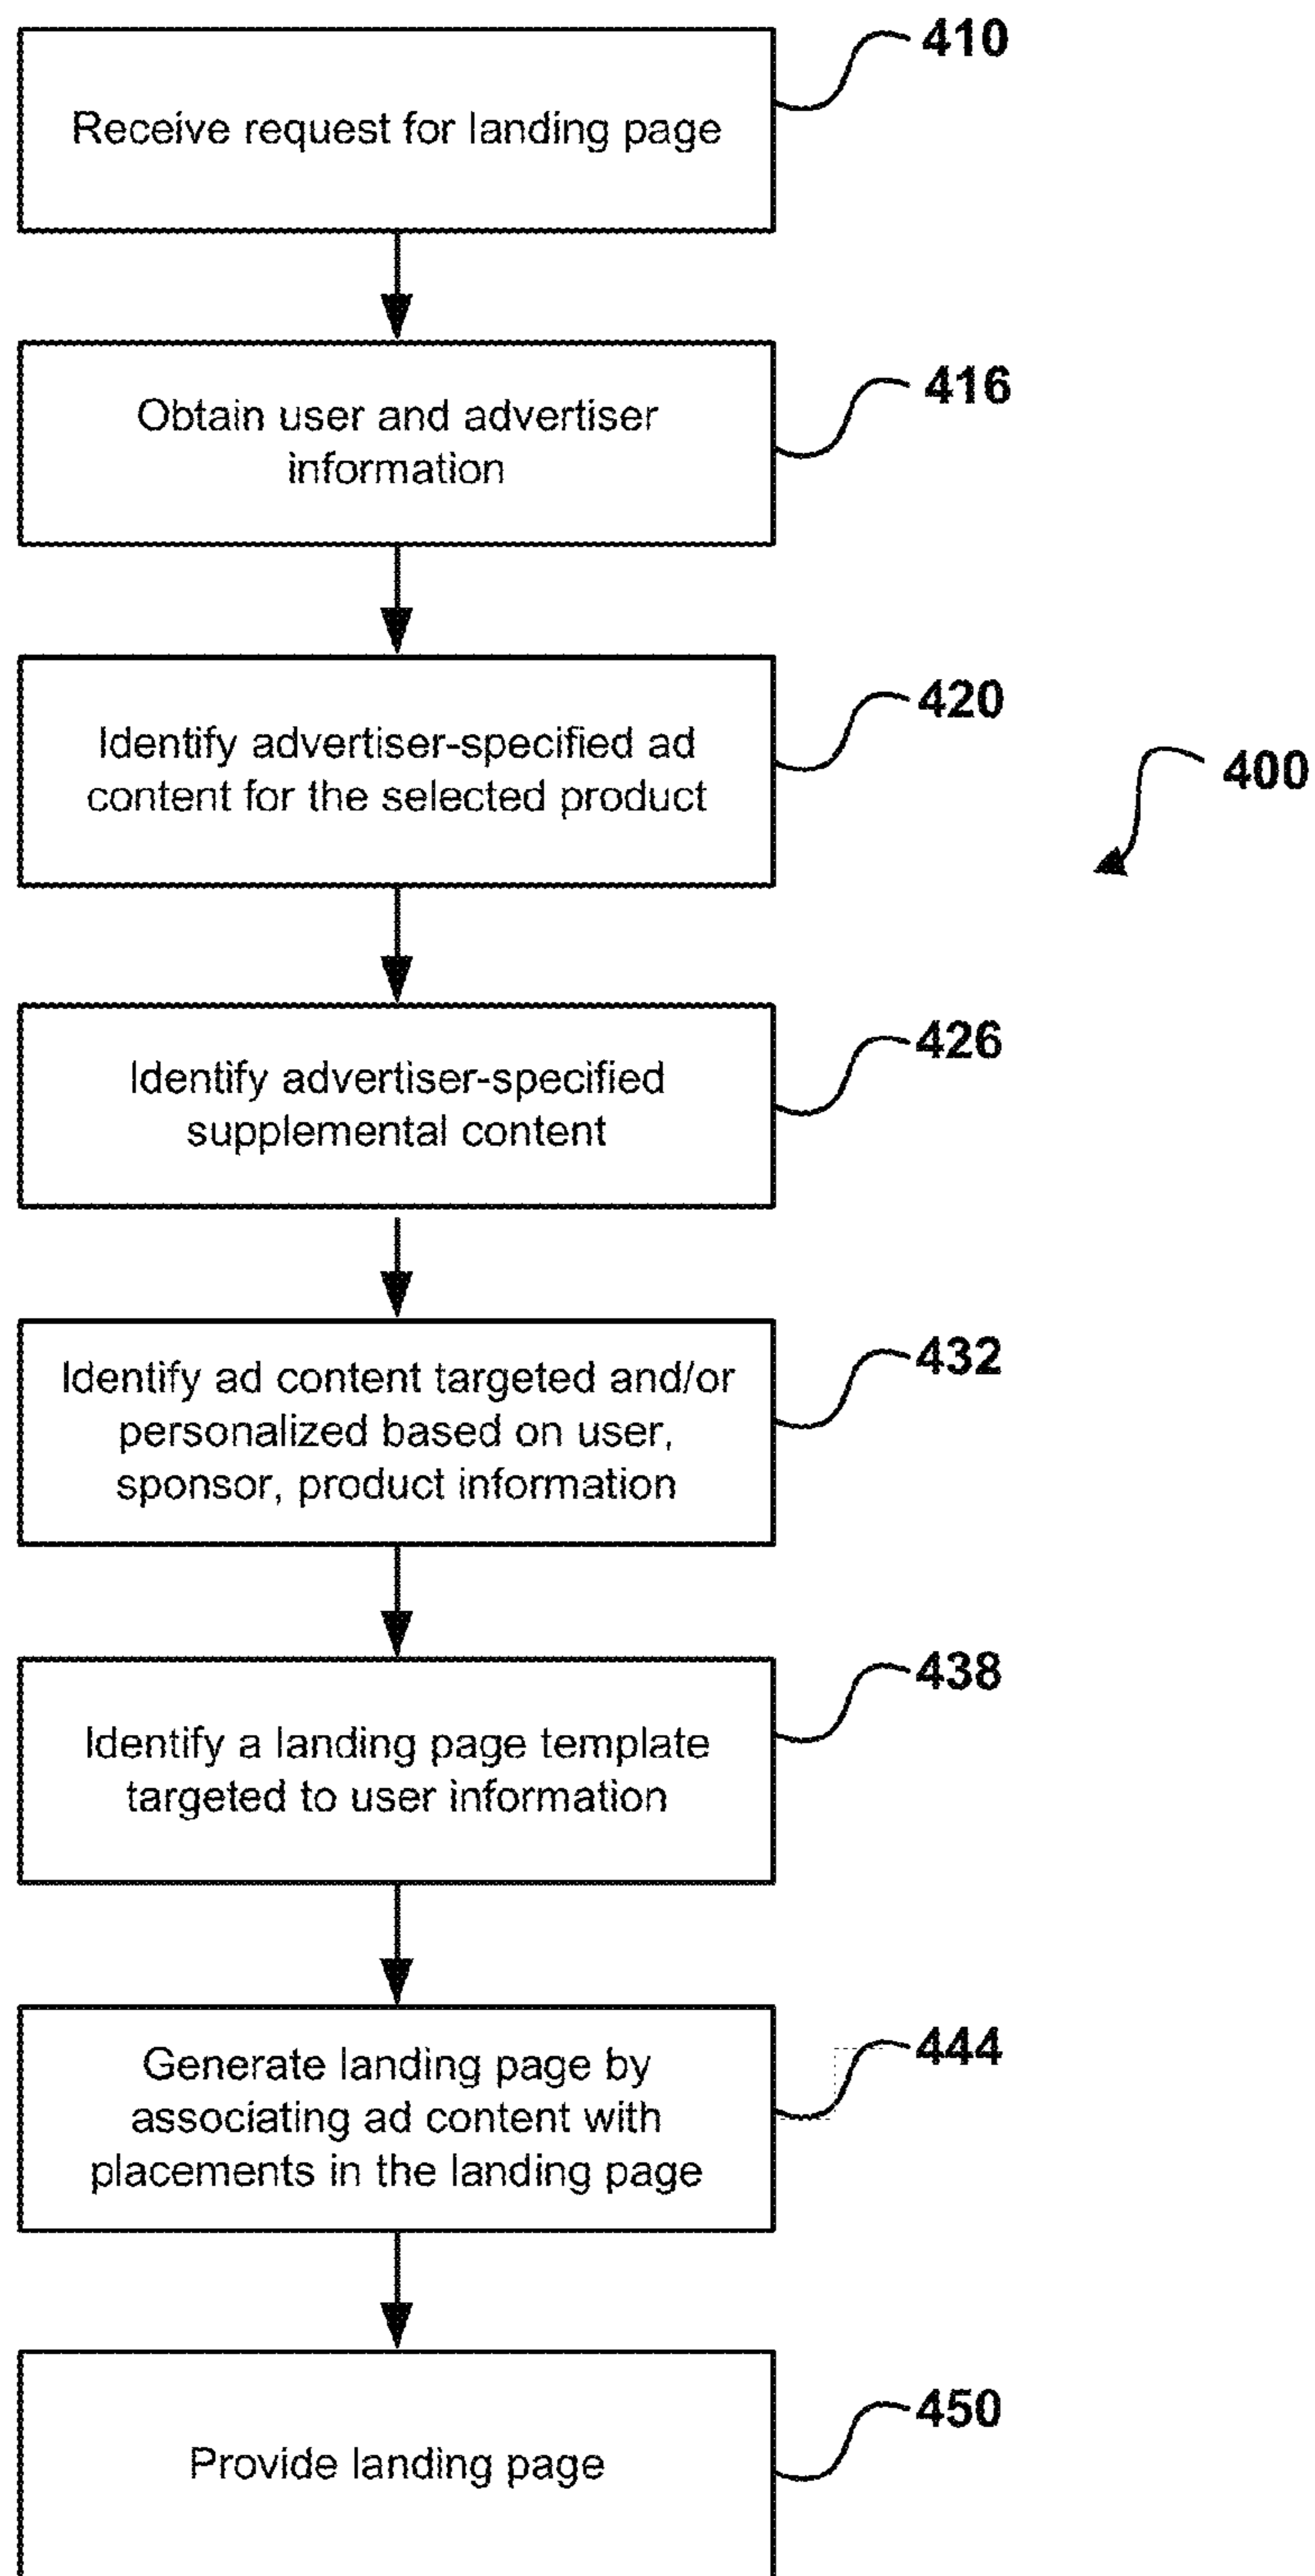 410
Receive request for landing page
416
Obtain user and advertiser
information
420
Identify advertiser-specified ad
content for the selected product
400
426
Identify advertiser-specified
supplemental content
432
Identify ad content targeted and/or
personalized based on user,
sponsor, product information
438
Identify a landing page template
targeted to user information
444
Generate landing page by
associating ad content with
placements in the landing page
450
Provide landing page